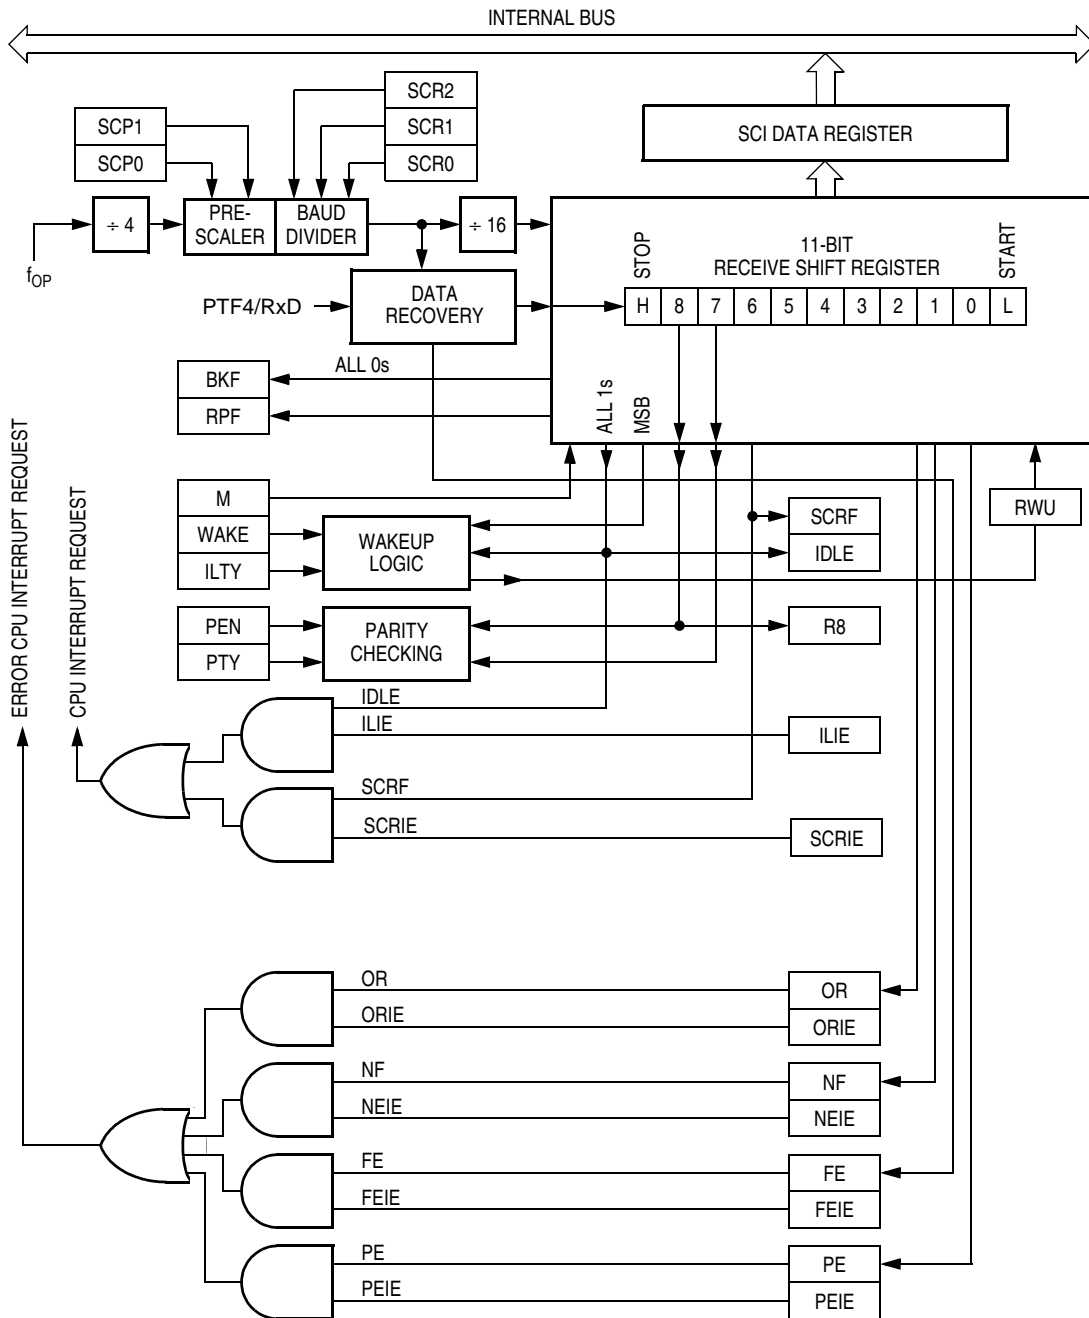 INTERNAL BUS
SCR2
SCR1
SCR0
SCP1
SCP0
SCI DATA REGISTER
÷ 4
PRE-
SCALER
BAUD
DIVIDER
÷ 16
fOP
STOP
11-BIT
RECEIVE SHIFT REGISTER
START
PTF4/RxD
DATA
RECOVERY
H 8 7 6 5 4 3 2 1 0 L
ALL 0s
BKF
RPF
ALL 1s
MSB
ERROR CPU INTERRUPT REQUEST
CPU INTERRUPT REQUEST
M
WAKE
ILTY
WAKEUP
LOGIC
SCRF
IDLE
RWU
PEN
PTY
PARITY
CHECKING
R8
IDLE
ILIE
ILIE
SCRF
SCRIE
SCRIE
OR
OR
ORIE
ORIE
NF
NF
NEIE
NEIE
FE
FE
FEIE
FEIE
PE
PE
PEIE
PEIE